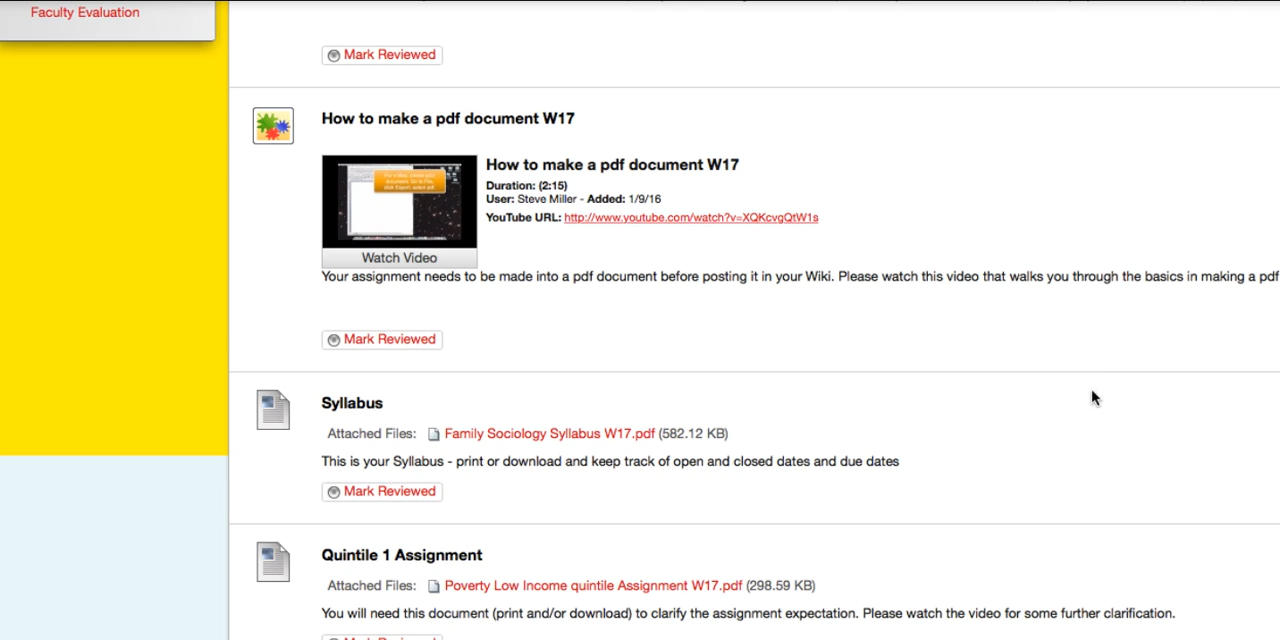 Faculty Evaluation
Mark Reviewed
How to make a pdf document W17
How to make a pdf document W17
Duration: (2:15)
User: Steve Miller - Added: 1/9/16
YouTube URL: http://www.youtube.com/watch?v=XQKcvgQtW1s
Watch Video
Your assignment needs to be made into a pdf document before posting it in your Wiki. Please watch this video that walks you through the basics in making a pdf
Mark Reviewed
Syllabus
Attached Files: Family Sociology Syllabus W17.pdf (582.12 KB)
This is your Syllabus - print or download and keep track of open and closed dates and due dates
Mark Reviewed
Quintile 1 Assignment
Attached Files: Poverty Low Income quintile Assignment W17.pdf (298.59 KB)
You will need this document (print and/or download) to clarify the assignment expectation. Please watch the video for some further clarification.